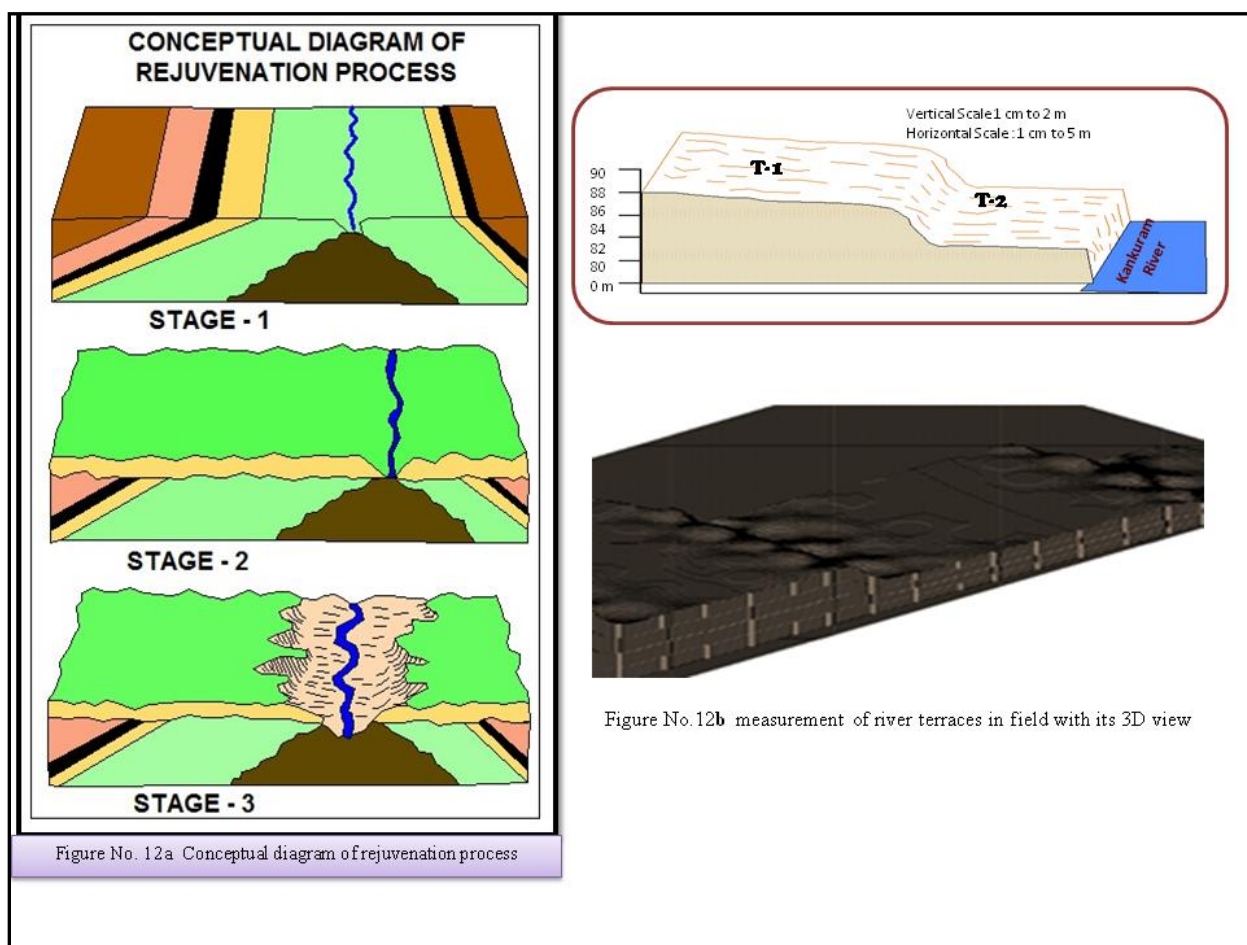 CONCEPTUAL DIAGRAM OF
REJUVENATION PROCESS
STAGE - 1
STAGE - 2
STAGE - 3
Figure No. 12a Conceptual diagram of rejuvenation process
Vertical Scale1 cm to 2 m
Horizontal Scale :1 cm to 5 m
T-1
T-2
90
88
86
84
82
80
0 m
Kankuram
River
Figure No.12b measurement of river terraces in field with its 3D view